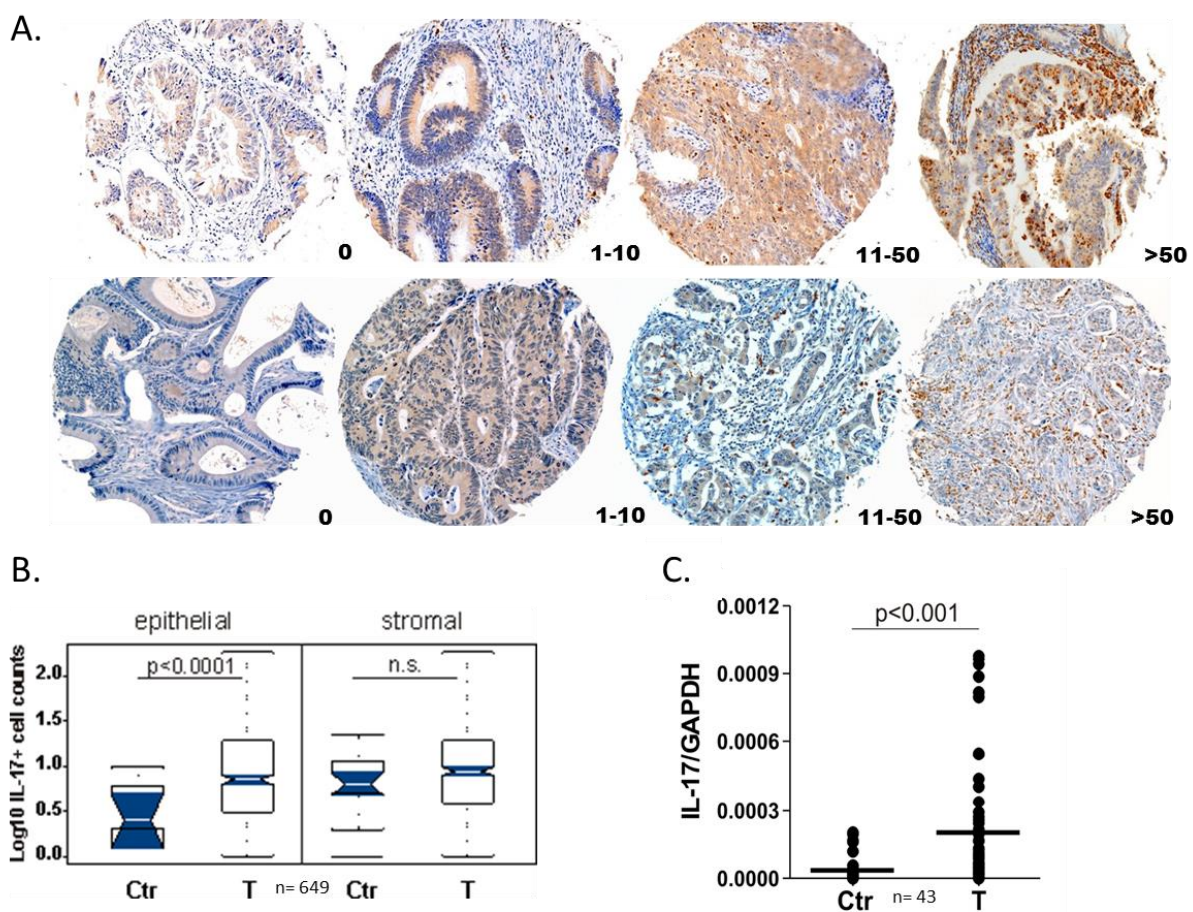 A.
0
1-10
11-50
>50
0
1-10
11-50
>50
B.
epithelial
stromal
p<0.0001
n.s.
2.0
1.5
1.0
0.5
0.0
Log10 IL-17+ cell counts
Ctr
T
n= 649
Ctr
T
C.
0.0012
0.0009
0.0006
0.0003
0.0000
p<0.001
IL-17/GAPDH
Ctr
n= 43
T